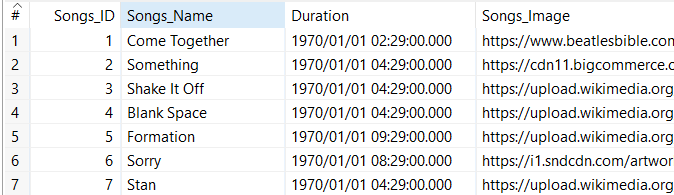 # Songs_ID Songs_Name Duration Songs_Image
1 1 Come Together 1970/01/01 02:29:00.000 https://www.beatlesbible.com
2 2 Something 1970/01/01 04:29:00.000 https://cdn11.bigcommerce.c
3 3 Shake It Off 1970/01/01 04:29:00.000 https://upload.wikimedia.org
4 4 Blank Space 1970/01/01 04:29:00.000 https://upload.wikimedia.org
5 5 Formation 1970/01/01 09:29:00.000 https://upload.wikimedia.org
6 6 Sorry 1970/01/01 08:29:00.000 https://i1.sndcdn.com/artwor
7 7 Stan 1970/01/01 04:29:00.000 https://upload.wikimedia.org